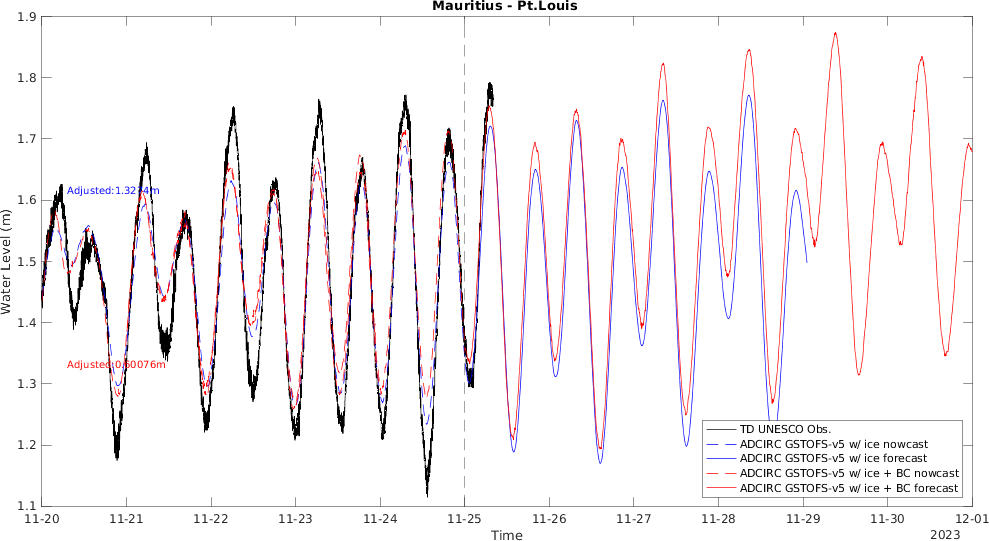 Mauritius - Pt.Louis
1.9
1.8
1.7
1.6
1.5
1.4
1.3
1.2
1.1
Water Level (m)
Adjusted:1.3274m
Adjusted:0.60076m
TD UNESCO Obs.
ADCIRC GSTOFS-v5 w/ ice nowcast
ADCIRC GSTOFS-v5 w/ ice forecast
ADCIRC GSTOFS-v5 w/ ice + BC nowcast
ADCIRC GSTOFS-v5 w/ ice + BC forecast
11-20 11-21 11-22 11-23 11-24 11-25 11-26 11-27 11-28 11-29 11-30 12-01
Time
2023